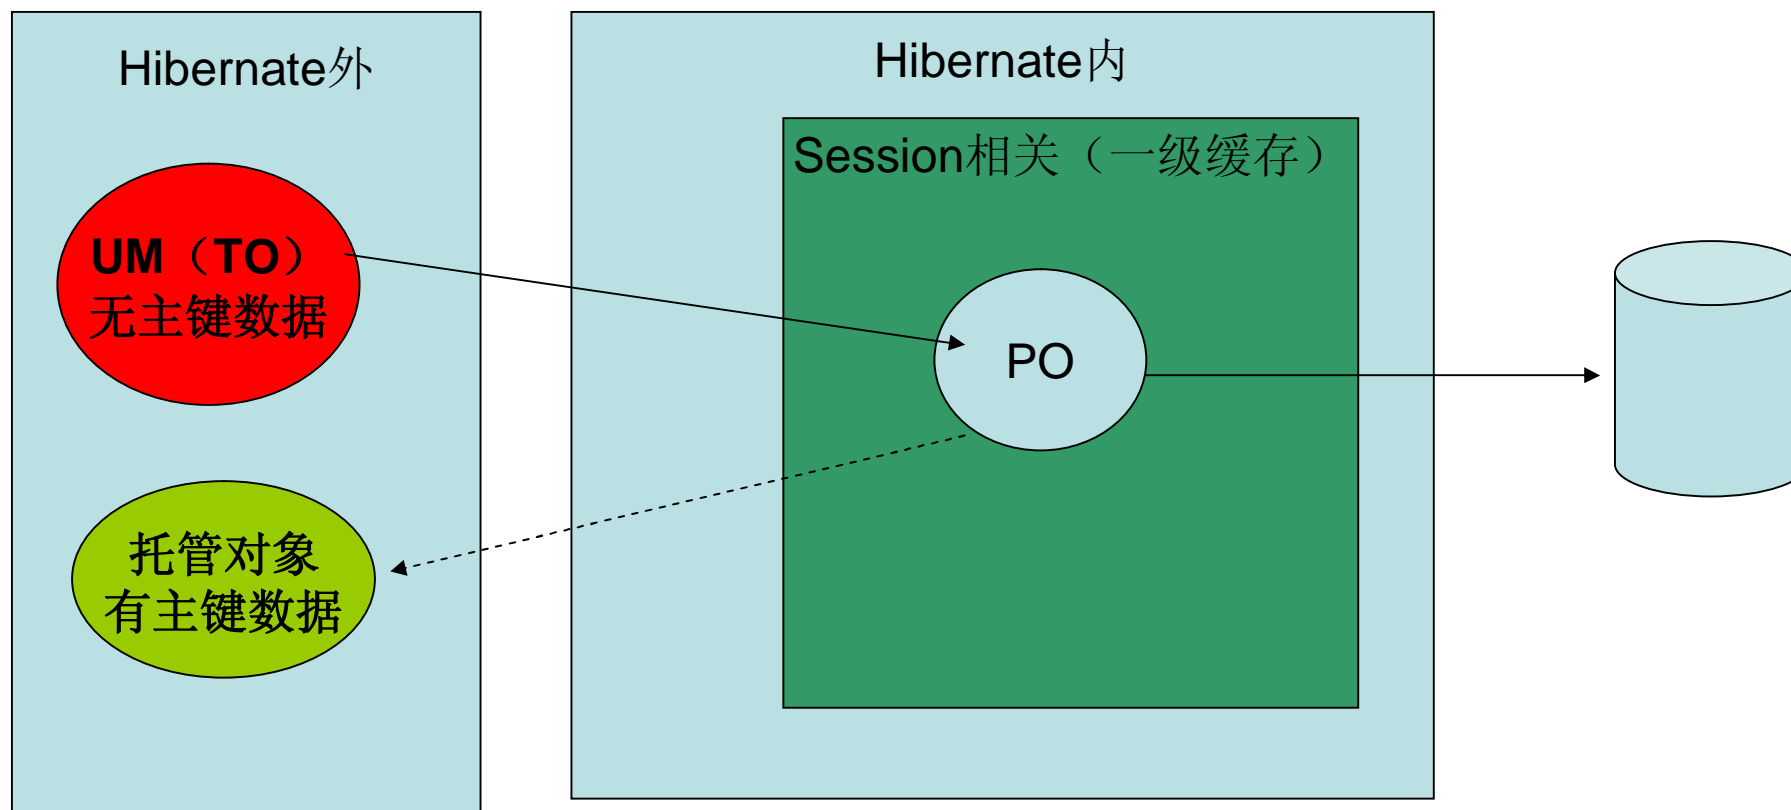 Hibernate外
UM（TO）
无主键数据
托管对象
有主键数据
Hibernate内
Session相关（一级缓存）
PO